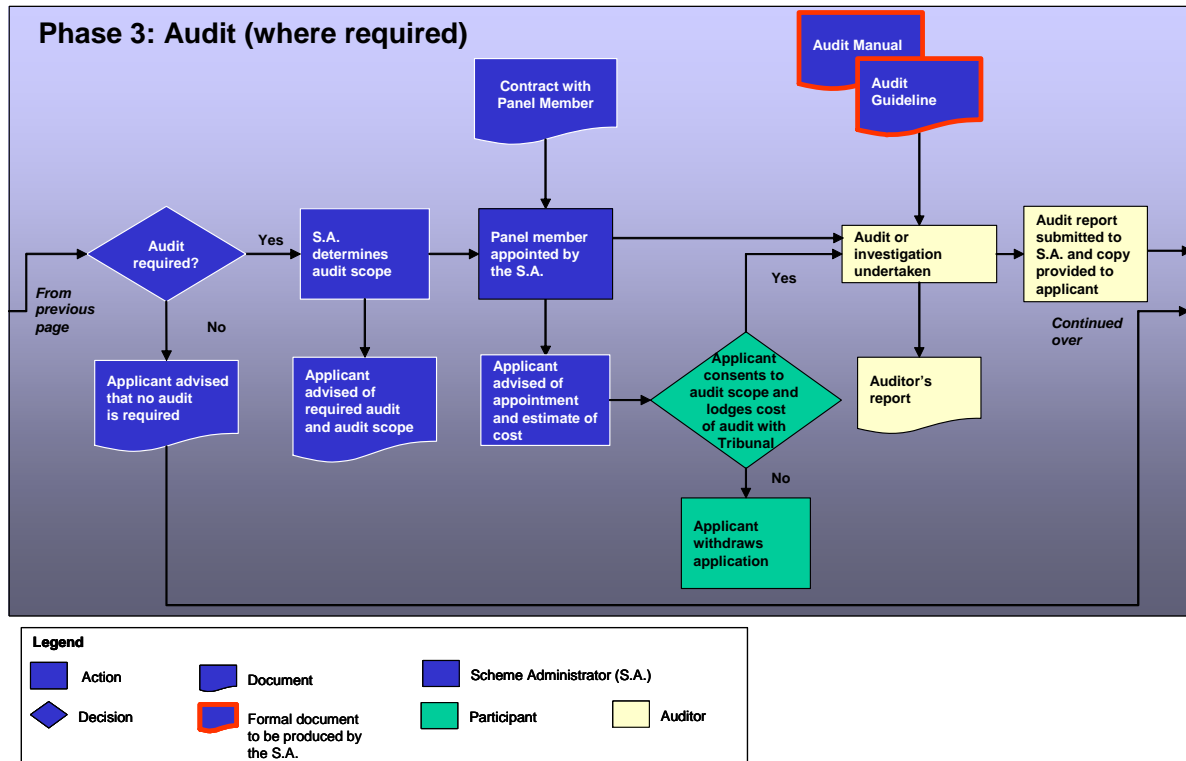 Phase 3: Audit (where required)
Audit Manual
Audit
Guideline
Contract with
Panel Member
Audit
required?
Yes
S.A.
determines
audit scope
Panel member
appointed by
the S.A.
Audit or
investigation
undertaken
Audit report
submitted to
S.A. and copy
provided to
applicant
From
previous
page
No
Yes
Continued
over
Applicant advised
that no audit
is required
Applicant
advised of
required audit
and audit scope
Applicant
advised of
appointment
and estimate of
cost
Applicant
consents to
audit scope and
lodges cost
of audit with
Tribunal
Auditor's
report
No
Applicant
withdraws
application
Legend
Action
Document
Scheme Administrator (S.A.)
Decision
Formal document
to be produced by
the S.A.
Participant
Auditor